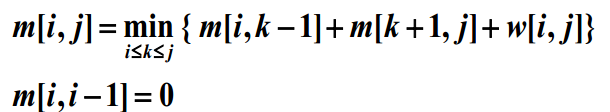 m[i, j] = min { m[i, k − 1] + m[k + 1, j] + w[i, j]}
i≤k≤j
m[i, i − 1] = 0